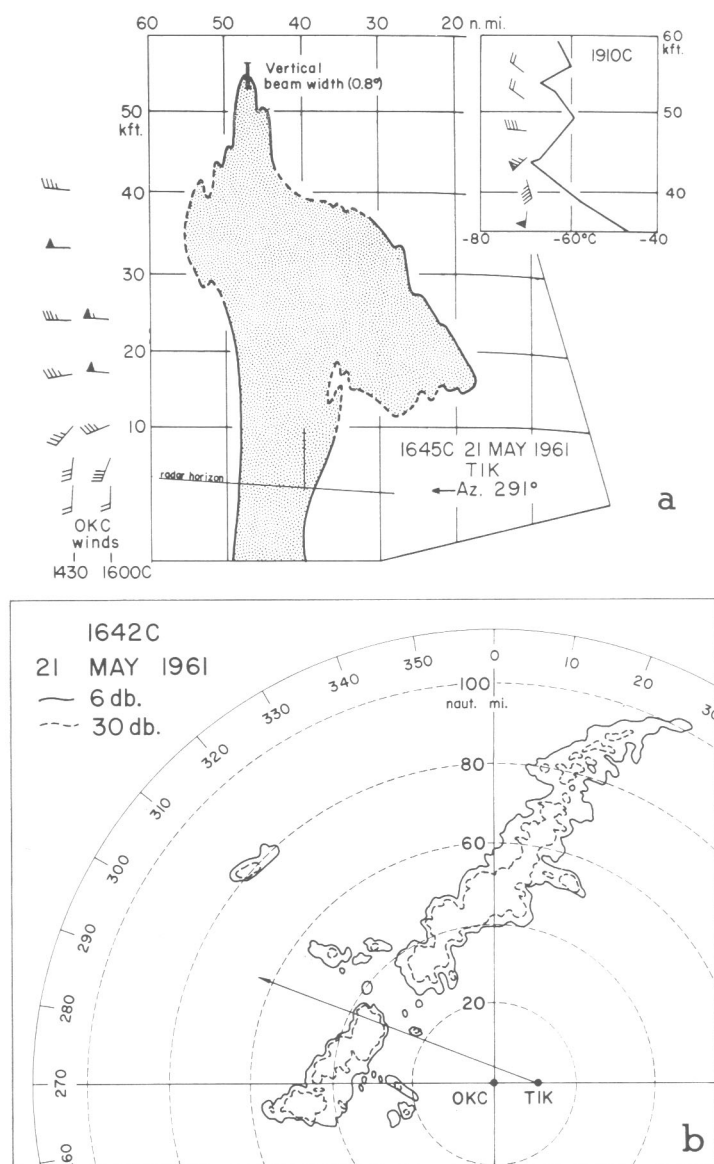 60 50 40 30 20 n. mi.
Vertical
beam width (0.8°)
50
kft.
40
30
20
10
radar horizon
1645C 21 MAY 1961
TIK
← Az. 291°
OKC
winds
1430 1600C
1910C
60
kft.
50
40
-80 -60°C -40
a
1642C
21 MAY 1961
6 db.
30 db.
260
270
280
290
300
310
320
330
340
350
0
10
20
30
100
naut. mi.
80
60
20
OKC TIK
b